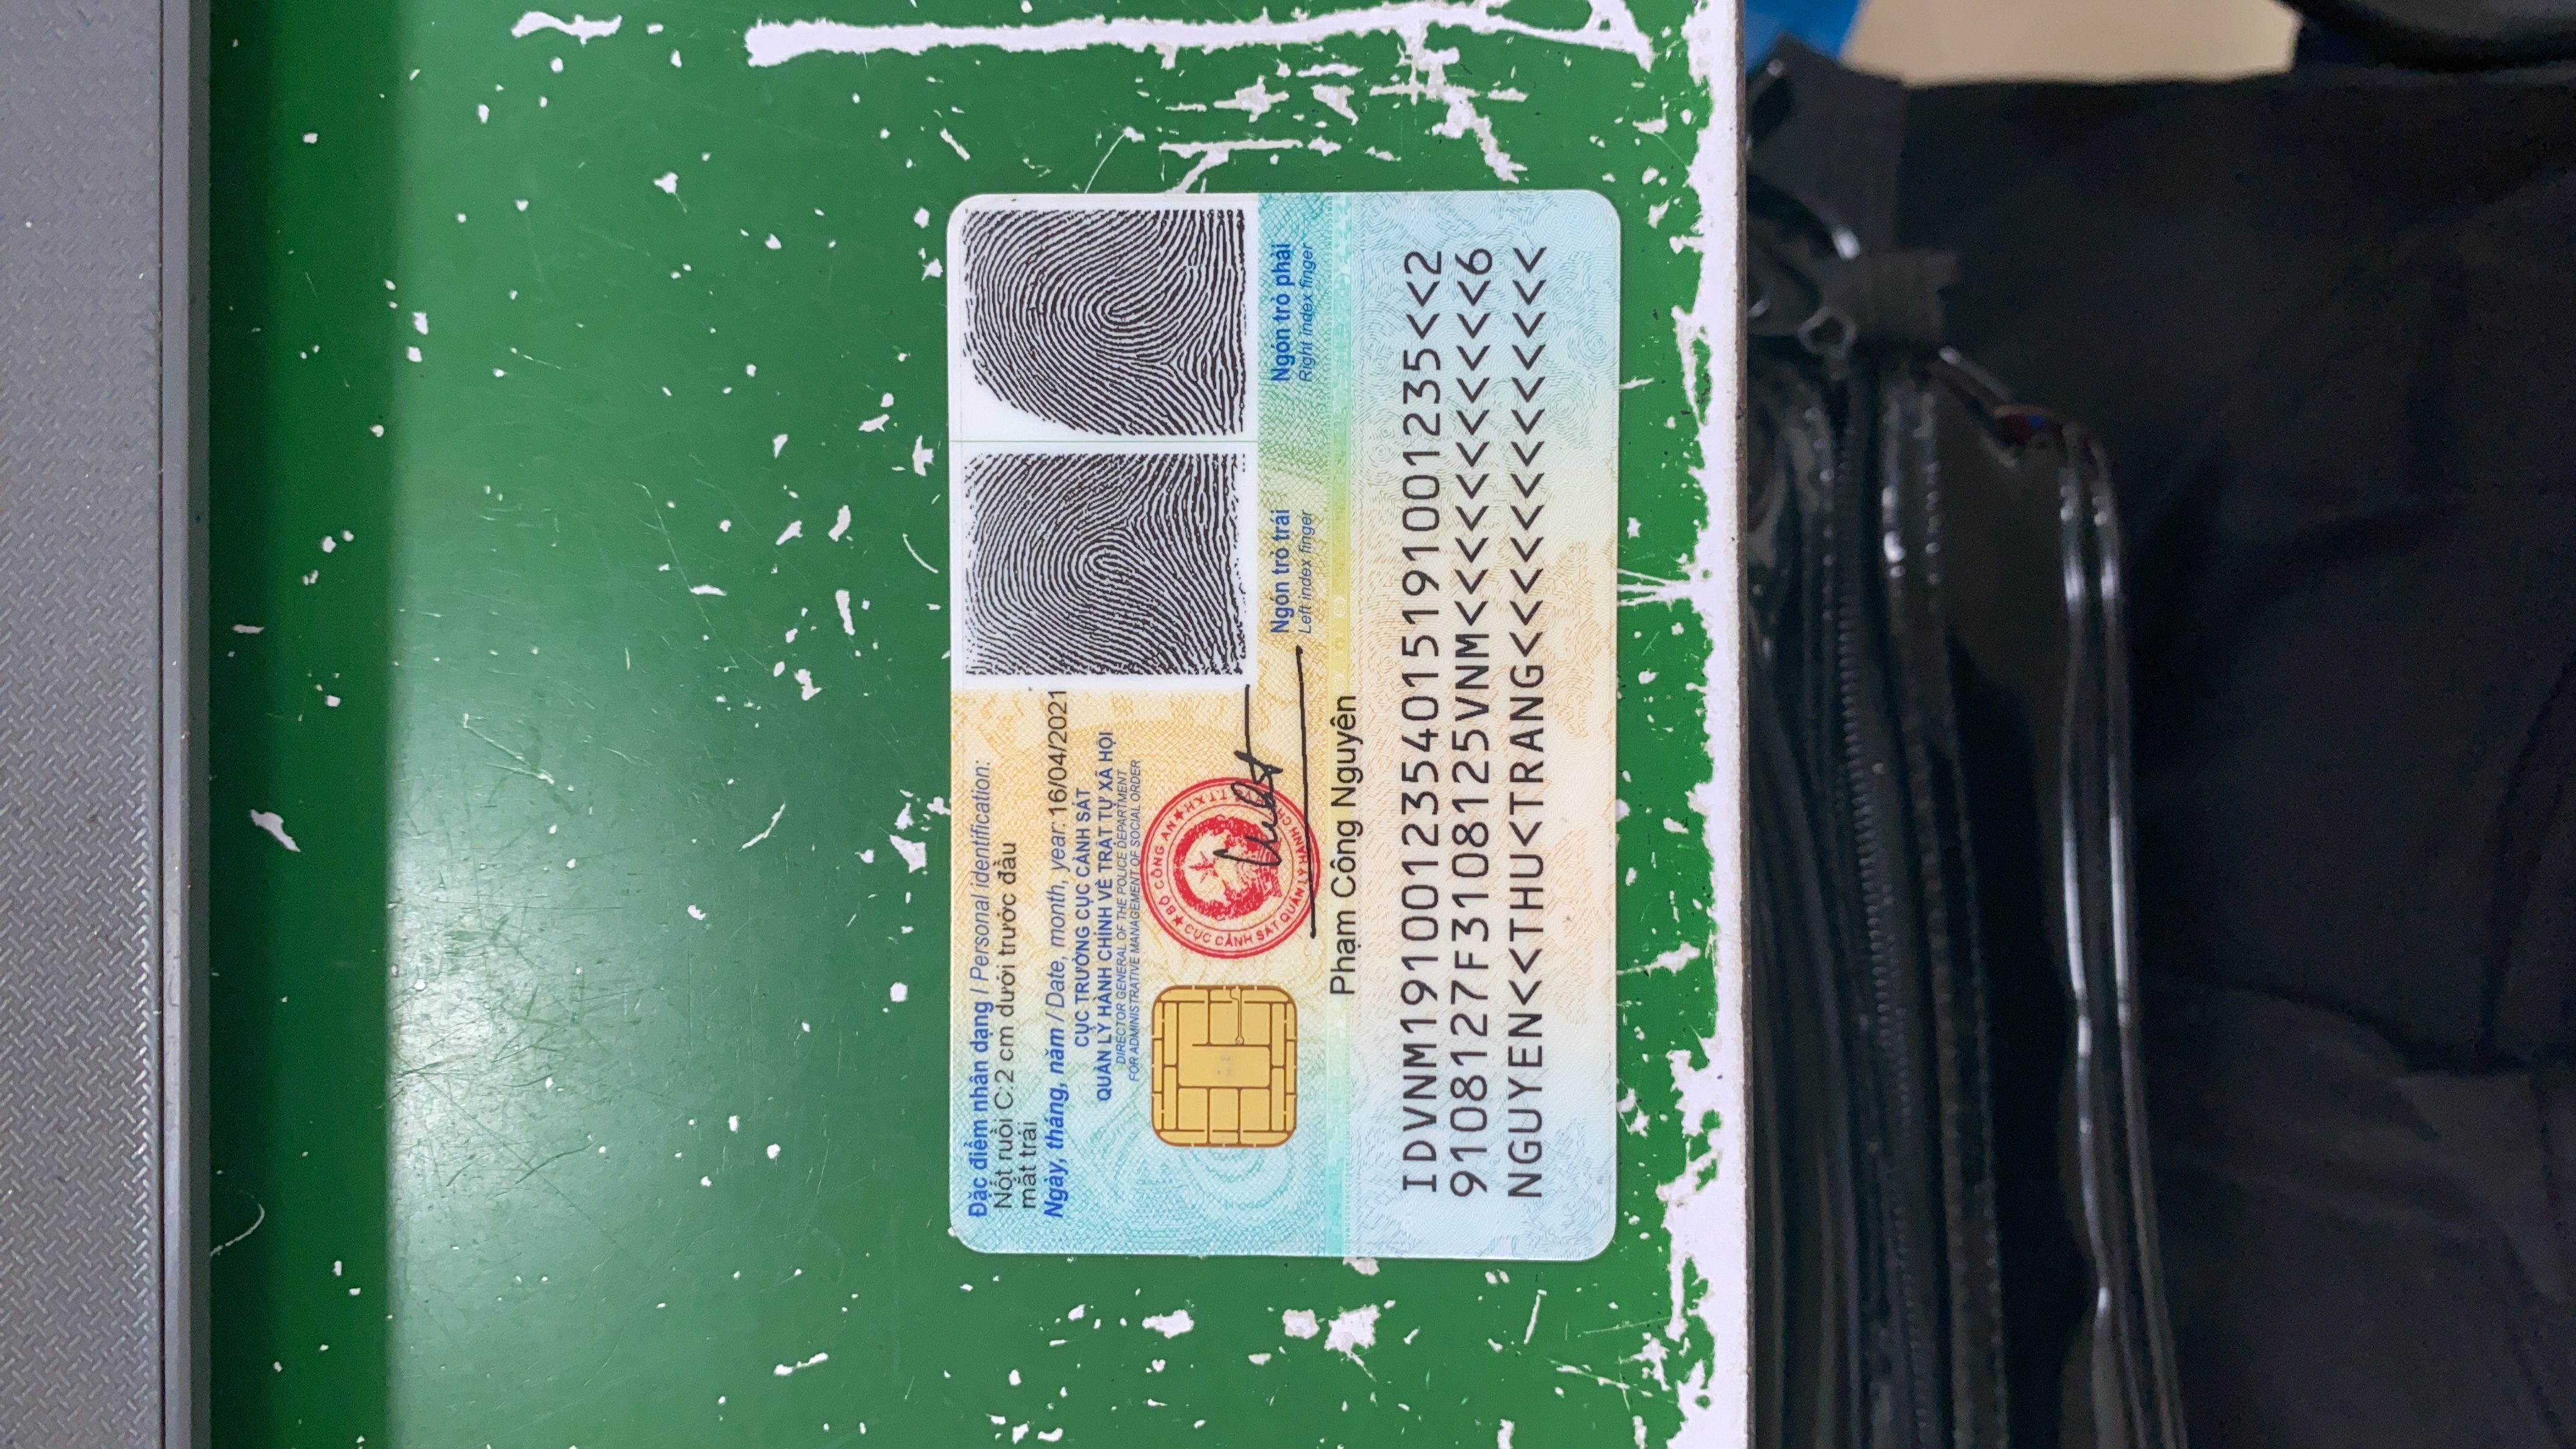 Đặc điểm nhân dạng / Personal identification:
Nốt ruồi C:2 cm dưới trước đầu
mắt trái
Ngày, tháng, năm / Date, month, year: 16/04/2021
CỤC TRƯỞNG CỤC CẢNH SÁT
QUẢN LÝ HÀNH CHÍNH VỀ TRẬT TỰ XÃ HỘI
DIRECTOR GENERAL OF THE POLICE DEPARTMENT
FOR ADMINISTRATIVE MANAGEMENT OF SOCIAL ORDER
BỘ CÔNG AN
CỤC CẢNH SÁT QUẢN LÝ HÀNH CH
TTXH
Ngón trỏ trái
Left index finger
Ngón trỏ phải
Right index finger
Phạm Công Nguyên
IDVNM1910012354015191001235<<2
9108127F3108125VNM<<<<<<<<<<<6
NGUYEN<<THU<TRANG<<<<<<<<<<<<<